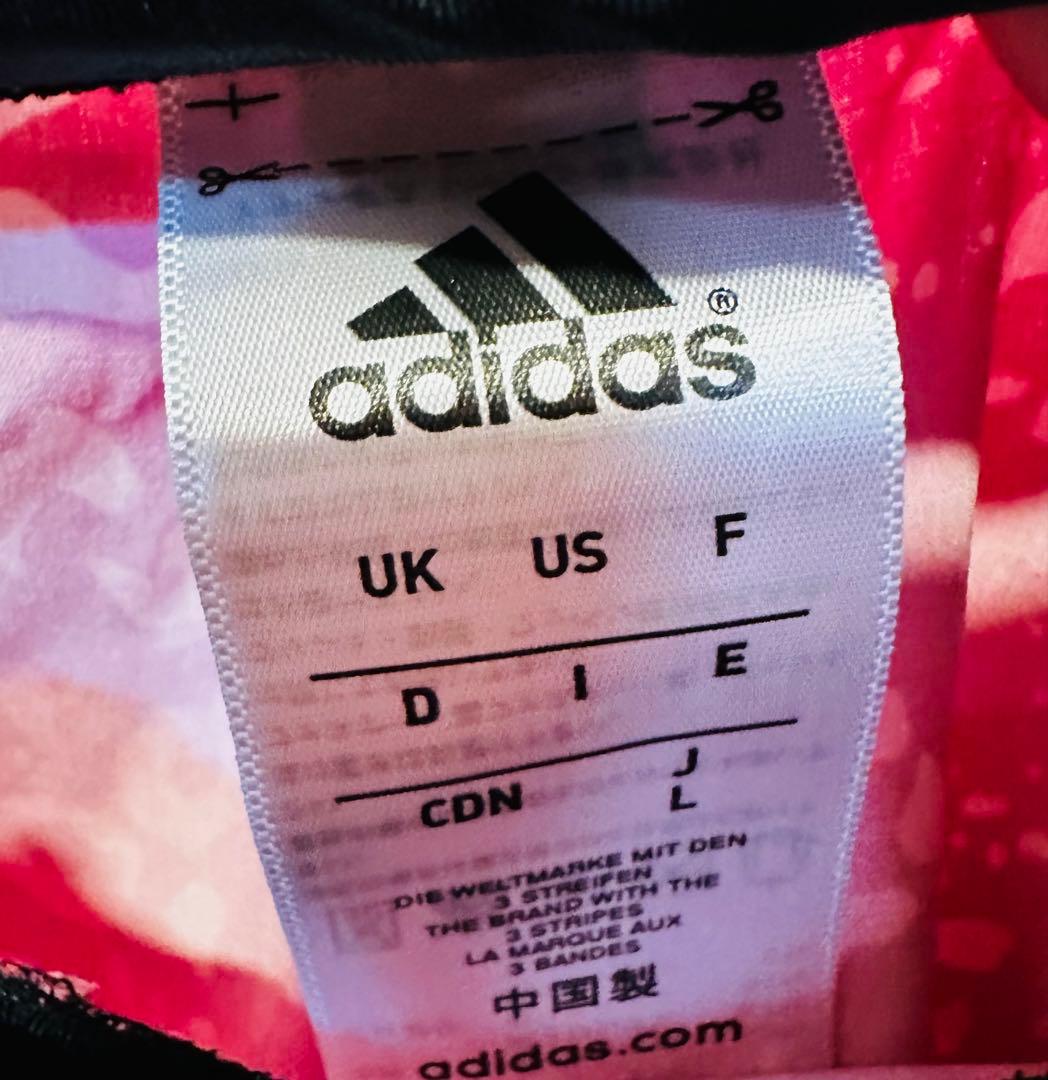 adidas®
UK US F
D I E
CDN J
L
DIE WELTMARKE MIT DEN
3 STREIFEN
THE BRAND WITH THE
3 STRIPES
LA MARQUE AUX
3 BANDES
中国製
adidas.com